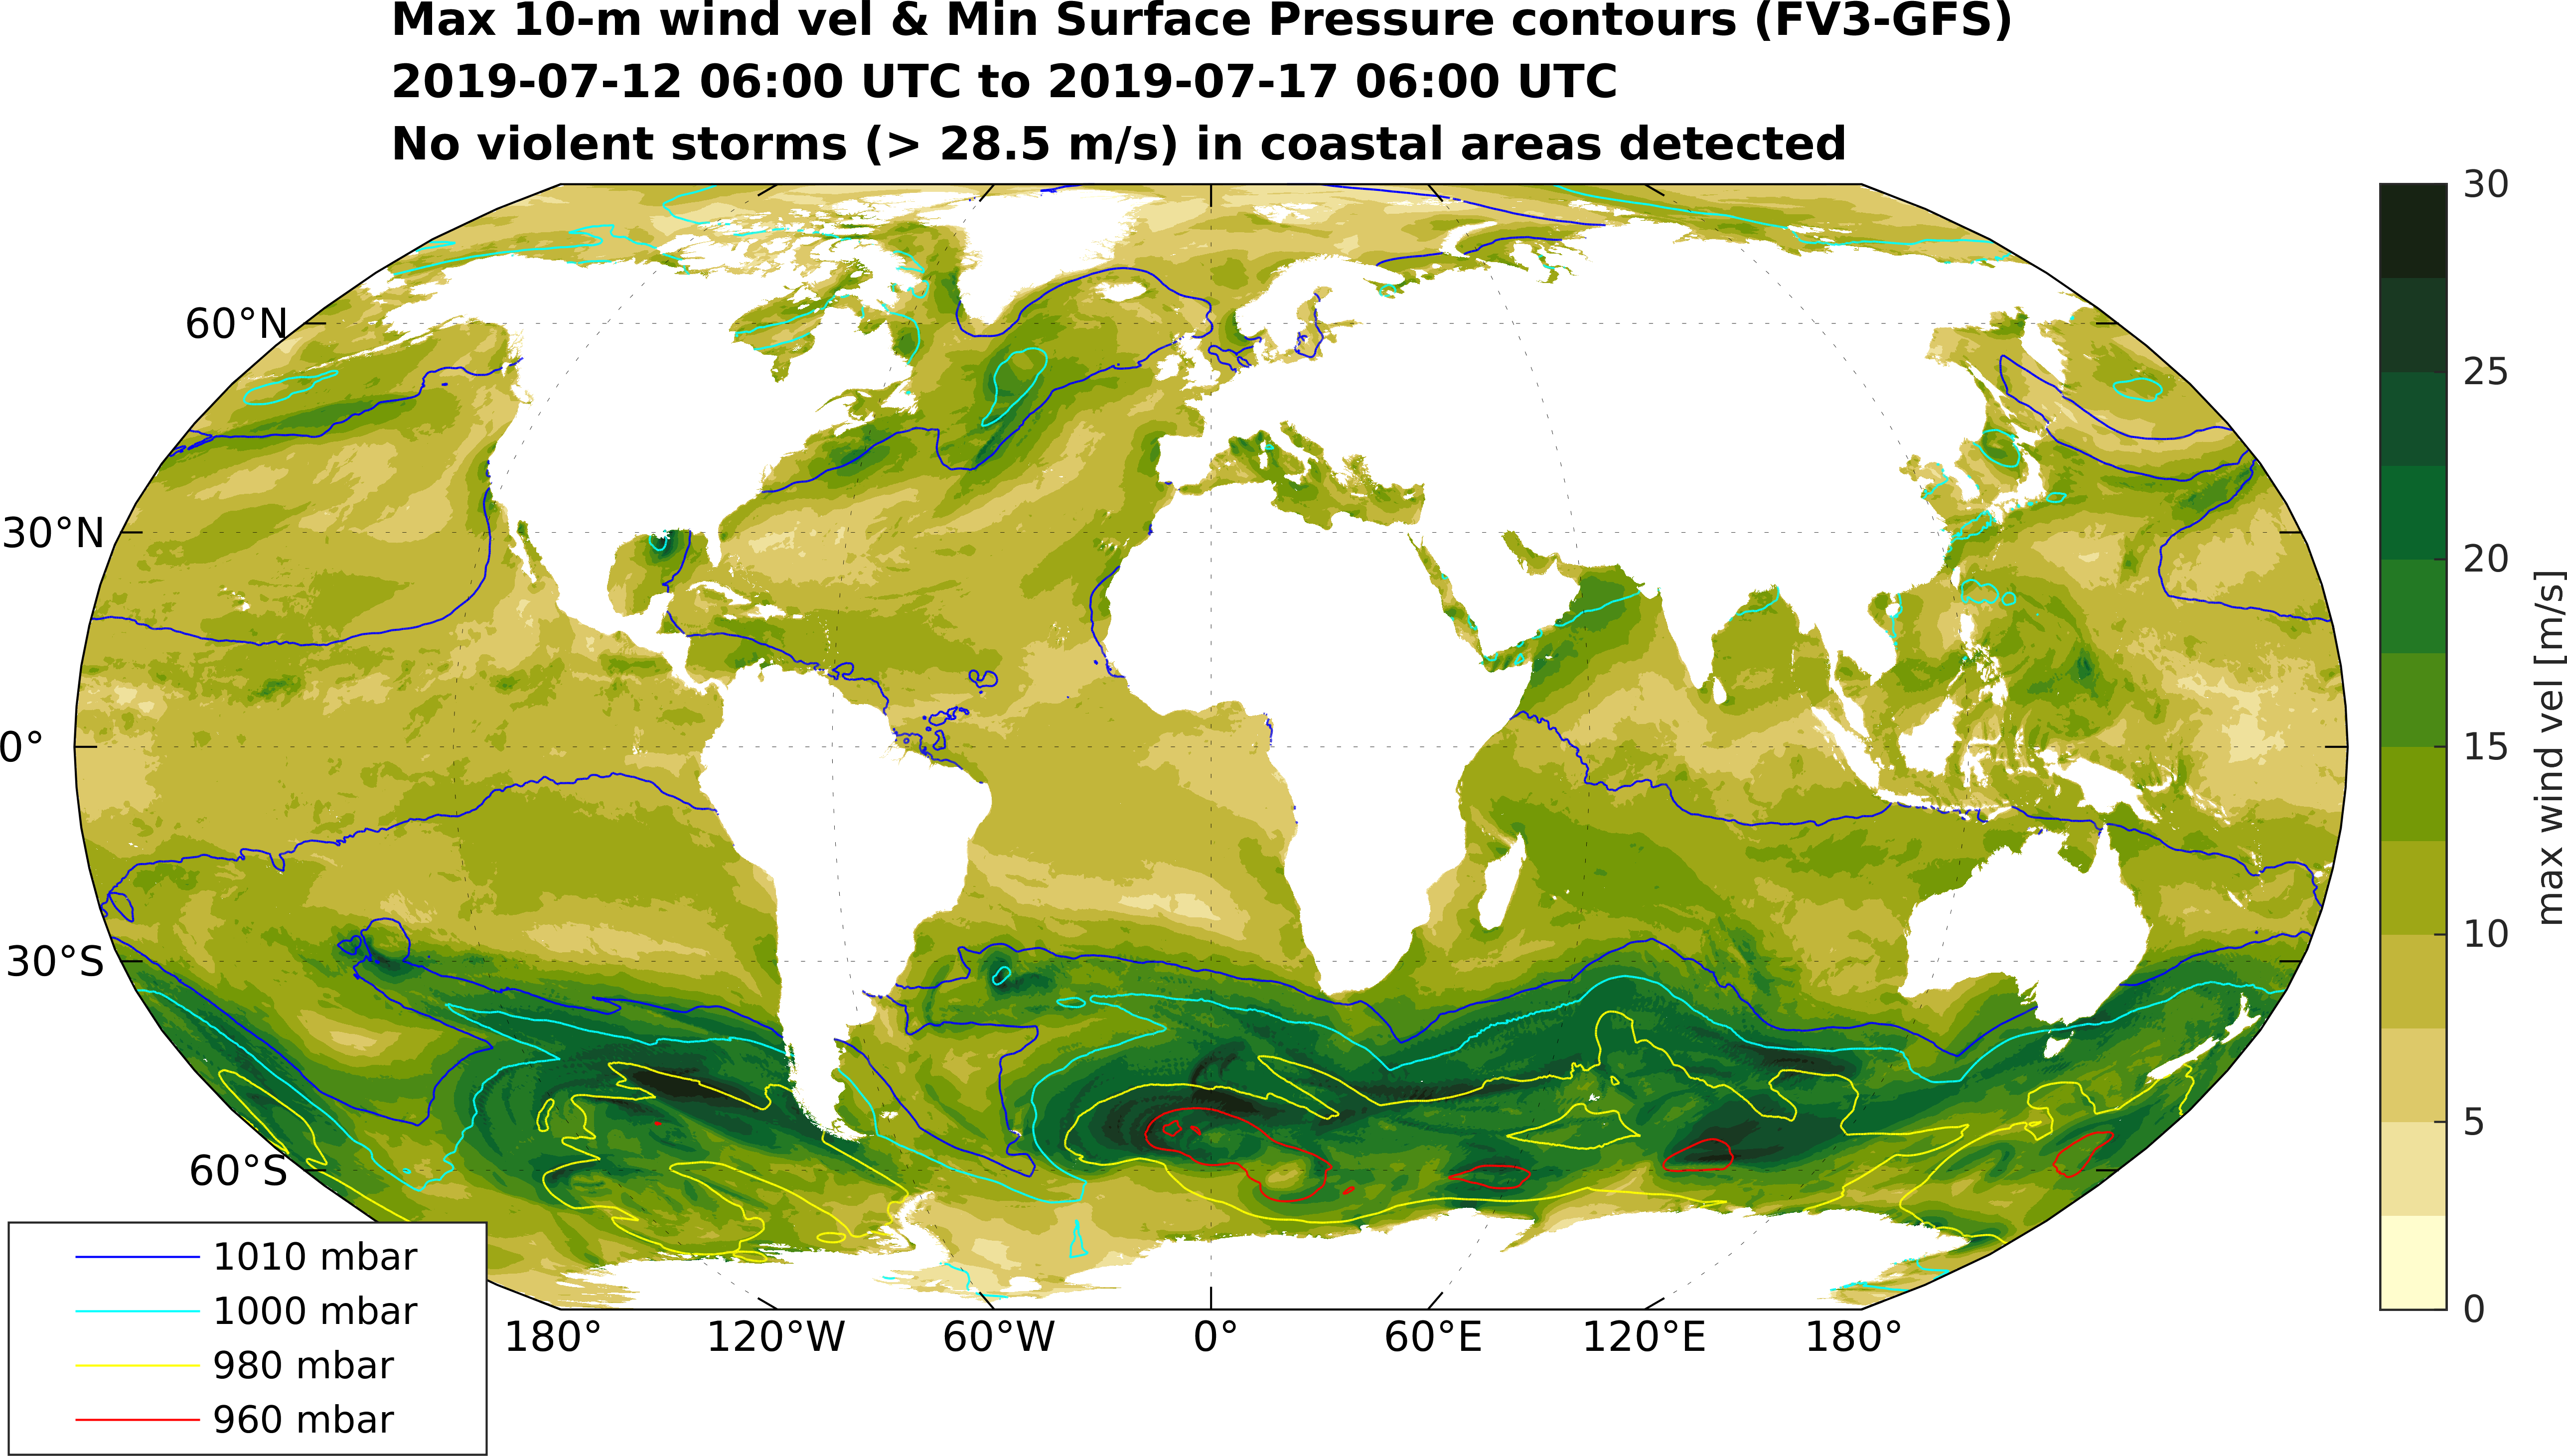 Max 10-m wind vel & Min Surface Pressure contours (FV3-GFS)
2019-07-12 06:00 UTC to 2019-07-17 06:00 UTC
No violent storms (> 28.5 m/s) in coastal areas detected
60°N
30°N
0°
30°S
60°S
180°
120°W
60°W
0°
60°E
120°E
180°
1010 mbar
1000 mbar
980 mbar
960 mbar
30
25
20
15
10
5
0
max wind vel [m/s]